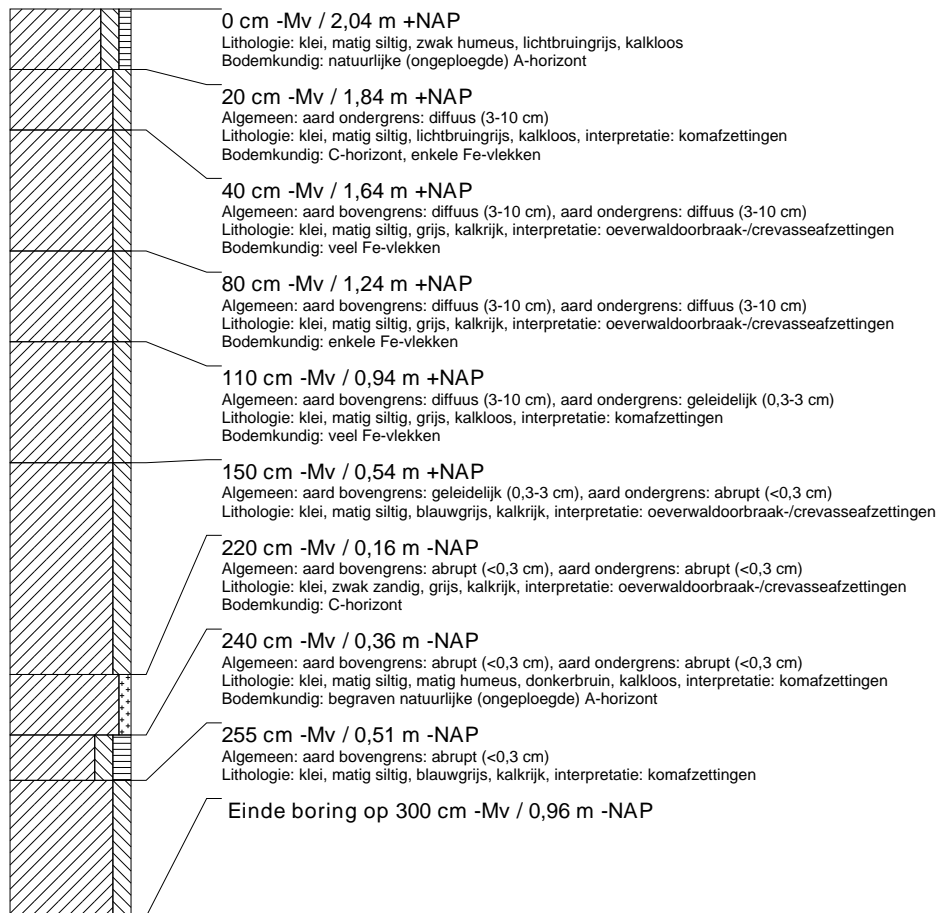 0 cm -Mv / 2,04 m +NAP
Lithologie: klei, matig siltig, zwak humeus, lichtbruingrijs, kalkloos
Bodemkundig: natuurlijke (ongeploegde) A-horizont
20 cm -Mv / 1,84 m +NAP
Algemeen: aard ondergrens: diffuus (3-10 cm)
Lithologie: klei, matig siltig, lichtbruingrijs, kalkloos, interpretatie: komafzettingen
Bodemkundig: C-horizont, enkele Fe-vlekken
40 cm -Mv / 1,64 m +NAP
Algemeen: aard bovengrens: diffuus (3-10 cm), aard ondergrens: diffuus (3-10 cm)
Lithologie: klei, matig siltig, grijs, kalkrijk, interpretatie: oeverwaldoorbraak-/crevasseafzettingen
Bodemkundig: veel Fe-vlekken
80 cm -Mv / 1,24 m +NAP
Algemeen: aard bovengrens: diffuus (3-10 cm), aard ondergrens: diffuus (3-10 cm)
Lithologie: klei, matig siltig, grijs, kalkrijk, interpretatie: oeverwaldoorbraak-/crevasseafzettingen
Bodemkundig: enkele Fe-vlekken
110 cm -Mv / 0,94 m +NAP
Algemeen: aard bovengrens: diffuus (3-10 cm), aard ondergrens: geleidelijk (0,3-3 cm)
Lithologie: klei, matig siltig, grijs, kalkloos, interpretatie: komafzettingen
Bodemkundig: veel Fe-vlekken
150 cm -Mv / 0,54 m +NAP
Algemeen: aard bovengrens: geleidelijk (0,3-3 cm), aard ondergrens: abrupt (<0,3 cm)
Lithologie: klei, matig siltig, blauwgrijs, kalkrijk, interpretatie: oeverwaldoorbraak-/crevasseafzettingen
220 cm -Mv / 0,16 m -NAP
Algemeen: aard bovengrens: abrupt (<0,3 cm), aard ondergrens: abrupt (<0,3 cm)
Lithologie: klei, zwak zandig, grijs, kalkrijk, interpretatie: oeverwaldoorbraak-/crevasseafzettingen
Bodemkundig: C-horizont
240 cm -Mv / 0,36 m -NAP
Algemeen: aard bovengrens: abrupt (<0,3 cm), aard ondergrens: abrupt (<0,3 cm)
Lithologie: klei, matig siltig, matig humeus, donkerbruin, kalkloos, interpretatie: komafzettingen
Bodemkundig: begraven natuurlijke (ongeploegde) A-horizont
255 cm -Mv / 0,51 m -NAP
Algemeen: aard bovengrens: abrupt (<0,3 cm)
Lithologie: klei, matig siltig, blauwgrijs, kalkrijk, interpretatie: komafzettingen
Einde boring op 300 cm -Mv / 0,96 m -NAP